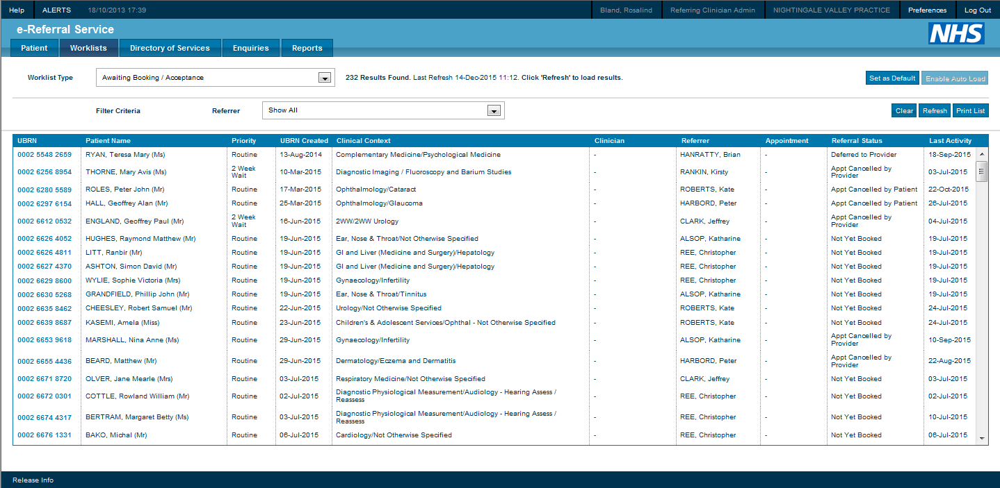 Help ALERTS 18/10/2013 17:39 Bland, Rosalind Referring Clinician Admin NIGHTINGALE VALLEY PRACTICE Preferences Log Out
e-Referral Service NHS
Patient Worklists Directory of Services Enquiries Reports
Worklist Type Awaiting Booking / Acceptance 232 Results Found. Last Refresh 14-Dec-2015 11:12. Click 'Refresh' to load results. Set as Default Enable Auto Load
Filter Criteria Referrer Show All Clear Refresh Print List
UBRN Patient Name Priority UBRN Created Clinical Context Clinician Referrer Appointment Referral Status Last Activity
0002 5548 2659 RYAN, Teresa Mary (Ms) Routine 13-Aug-2014 Complementary Medicine/Psychological Medicine - HANRATTY, Brian - Deferred to Provider 18-Sep-2015
0002 6256 8954 THORNE, Mary Avis (Ms) 2 Week Wait 10-Mar-2015 Diagnostic Imaging / Fluoroscopy and Barium Studies - RANKIN, Kirsty - Appt Cancelled by Provider 03-Jul-2015
0002 6280 5589 ROLES, Peter John (Mr) Routine 17-Mar-2015 Ophthalmology/Cataract - ROBERTS, Kate - Appt Cancelled by Patient 22-Oct-2015
0002 6297 6154 HALL, Geoffrey Alan (Mr) Routine 25-Mar-2015 Ophthalmology/Glaucoma - HARBORD, Peter - Appt Cancelled by Patient 26-Jul-2015
0002 6612 0532 ENGLAND, Geoffrey Paul (Mr) 2 Week Wait 16-Jun-2015 2WW/2WW Urology - CLARK, Jeffrey - Appt Cancelled by Provider 04-Jul-2015
0002 6626 4052 HUGHES, Raymond Matthew (Mr) Routine 19-Jun-2015 Ear, Nose & Throat/Not Otherwise Specified - ALSOP, Katharine - Not Yet Booked 19-Jul-2015
0002 6626 4811 LITT, Ranbir (Mr) Routine 19-Jun-2015 GI and Liver (Medicine and Surgery)/Hepatology - REE, Christopher - Not Yet Booked 19-Jul-2015
0002 6627 4370 ASHTON, Simon David (Mr) Routine 19-Jun-2015 GI and Liver (Medicine and Surgery)/Hepatology - REE, Christopher - Not Yet Booked 19-Jul-2015
0002 6629 8600 WYLIE, Sophie Victoria (Mrs) Routine 19-Jun-2015 Gynaecology/Infertility - REE, Christopher - Not Yet Booked 19-Jul-2015
0002 6630 5268 GRANDFIELD, Phillip John (Mr) Routine 19-Jun-2015 Ear, Nose & Throat/Tinnitus - ALSOP, Katharine - Not Yet Booked 19-Jul-2015
0002 6635 8462 CHEESLEY, Robert Samuel (Mr) Routine 22-Jun-2015 Urology/Not Otherwise Specified - ROBERTS, Kate - Not Yet Booked 24-Jul-2015
0002 6639 8687 KASEMI, Amela (Miss) Routine 23-Jun-2015 Children's & Adolescent Services/Ophthal - Not Otherwise Specified - ROBERTS, Kate - Not Yet Booked 24-Jul-2015
0002 6653 9618 MARSHALL, Nina Anne (Ms) Routine 29-Jun-2015 Gynaecology/Infertility - ALSOP, Katharine - Appt Cancelled by Provider 10-Sep-2015
0002 6655 4436 BEARD, Matthew (Mr) Routine 29-Jun-2015 Dermatology/Eczema and Dermatitis - HARBORD, Peter - Appt Cancelled by Provider 22-Aug-2015
0002 6671 8720 OLVER, Jane Mearle (Mrs) Routine 03-Jul-2015 Respiratory Medicine/Not Otherwise Specified - CLARK, Jeffrey - Not Yet Booked 03-Jul-2015
0002 6672 0301 COTTLE, Rowland William (Mr) Routine 02-Jul-2015 Diagnostic Physiological Measurement/Audiology - Hearing Assess / Reassess - REE, Christopher - Not Yet Booked 02-Jul-2015
0002 6674 4317 BERTRAM, Margaret Betty (Ms) Routine 03-Jul-2015 Diagnostic Physiological Measurement/Audiology - Hearing Assess / Reassess - REE, Christopher - Not Yet Booked 10-Jul-2015
0002 6676 1331 BAKO, Michal (Mr) Routine 06-Jul-2015 Cardiology/Not Otherwise Specified - REE, Christopher - Not Yet Booked 06-Jul-2015
Release Info